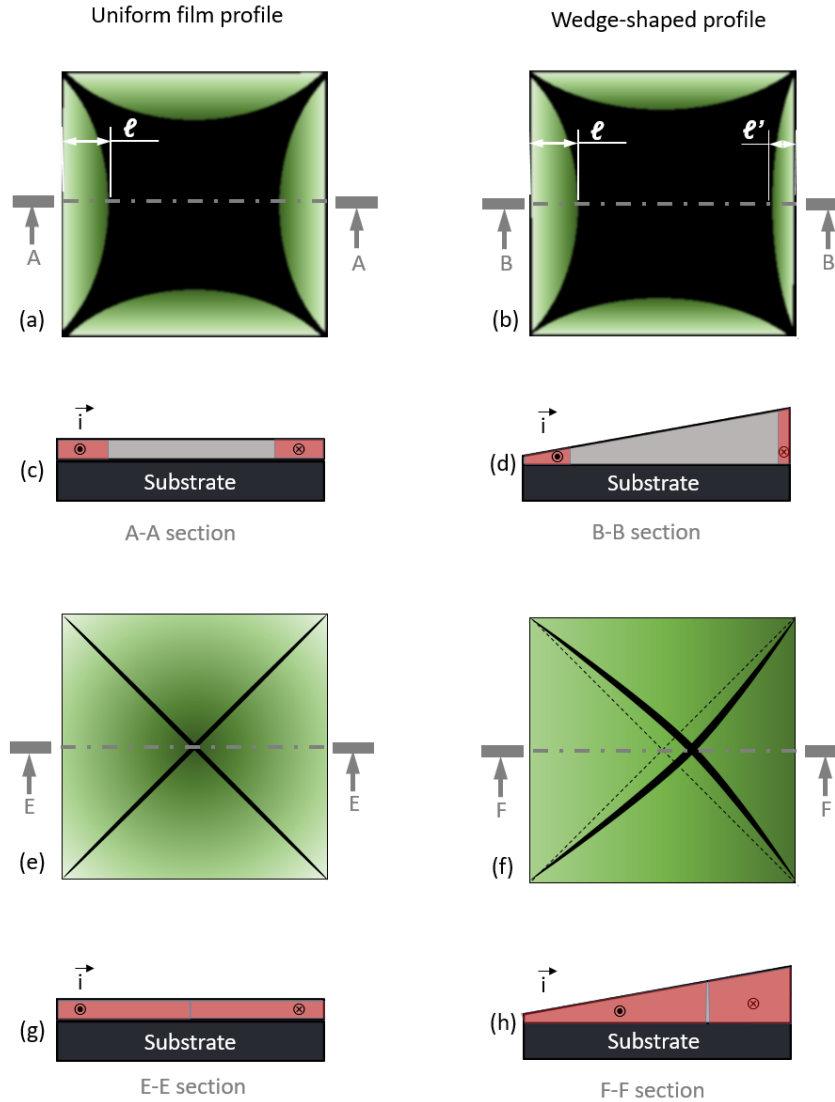 Uniform film profile
Wedge-shaped profile
ℓ
ℓ
ℓ’
A
A
B
B
(a)
(b)
i
i
(c)
(d)
Substrate
Substrate
A-A section
B-B section
E
E
F
F
(e)
(f)
i
i
(g)
(h)
Substrate
Substrate
E-E section
F-F section